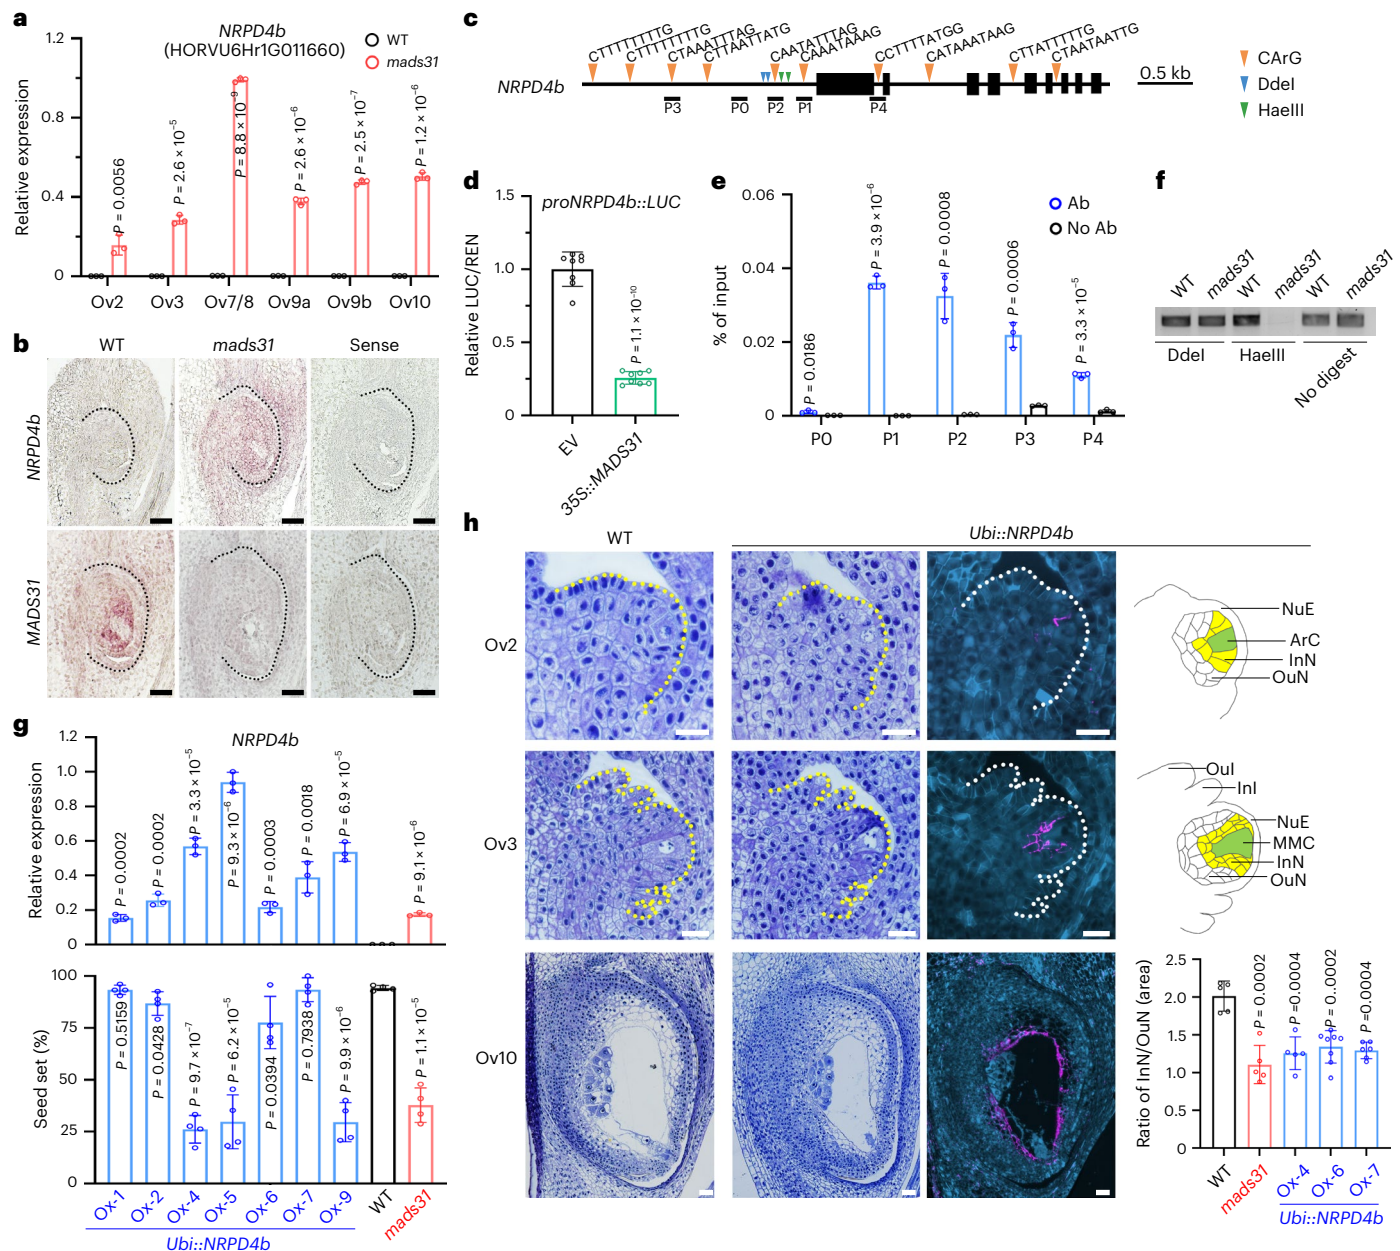 a
NRPD4b
(HORVU6Hr1G011660)
WT
mads31
Relative expression
1.2
0.8
0.4
0
P = 0.0056
P = 2.6 × 10⁻⁵
P = 8.8 × 10⁻⁹
P = 2.6 × 10⁻⁶
P = 2.5 × 10⁻⁷
P = 1.2 × 10⁻⁶
Ov2 Ov3 Ov7/8 Ov9a Ov9b Ov10
b
WT mads31 Sense
NRPD4b
MADS31
c
CTTTTTTTTG
CTTTTTTTTG
CTAAATTTAG
CTTAATTATG
CAATATTTAG
CAAATAAAG
CCTTTTATGG
CATAAATAAG
CTTATTTTTG
CTAATAATTG
NRPD4b
P3 P0 P2 P1 P4
0.5 kb
CArG
DdeI
HaeIII
d
proNRPD4b::LUC
Relative LUC/REN
1.5
1.0
0.5
0
P = 1.1 × 10⁻¹⁰
EV
35S::MADS31
e
% of input
0.06
0.04
0.02
0
Ab
No Ab
P = 0.0186
P = 3.9 × 10⁻⁶
P = 0.0008
P = 0.0006
P = 3.3 × 10⁻⁵
P0 P1 P2 P3 P4
f
WT mads31 WT mads31 WT mads31
DdeI HaeIII No digest
g
NRPD4b
Relative expression
1.2
1.0
0.8
0.6
0.4
0.2
0
P = 0.0002
P = 0.0002
P = 3.3 × 10⁻⁵
P = 9.3 × 10⁻⁶
P = 0.0003
P = 0.0018
P = 6.9 × 10⁻⁵
P = 9.1 × 10⁻⁶
Seed set (%)
100
75
50
25
0
P = 0.5159
P = 0.0428
P = 9.7 × 10⁻⁷
P = 6.2 × 10⁻⁵
P = 0.0394
P = 0.7938
P = 9.9 × 10⁻⁶
P = 1.1 × 10⁻⁵
Ox-1 Ox-2 Ox-4 Ox-5 Ox-6 Ox-7 Ox-9 WT mads31
Ubi::NRPD4b
h
WT Ubi::NRPD4b
Ov2
NuE
ArC
InN
OuN
Ov3
OuI
InI
NuE
MMC
InN
OuN
Ov10
Ratio of InN/OuN (area)
2.5
2.0
1.5
1.0
0.5
0
P = 0.0002
P =0.0004
P = 0..0002
P =0.0004
WT mads31 Ox-4 Ox-6 Ox-7
Ubi::NRPD4b